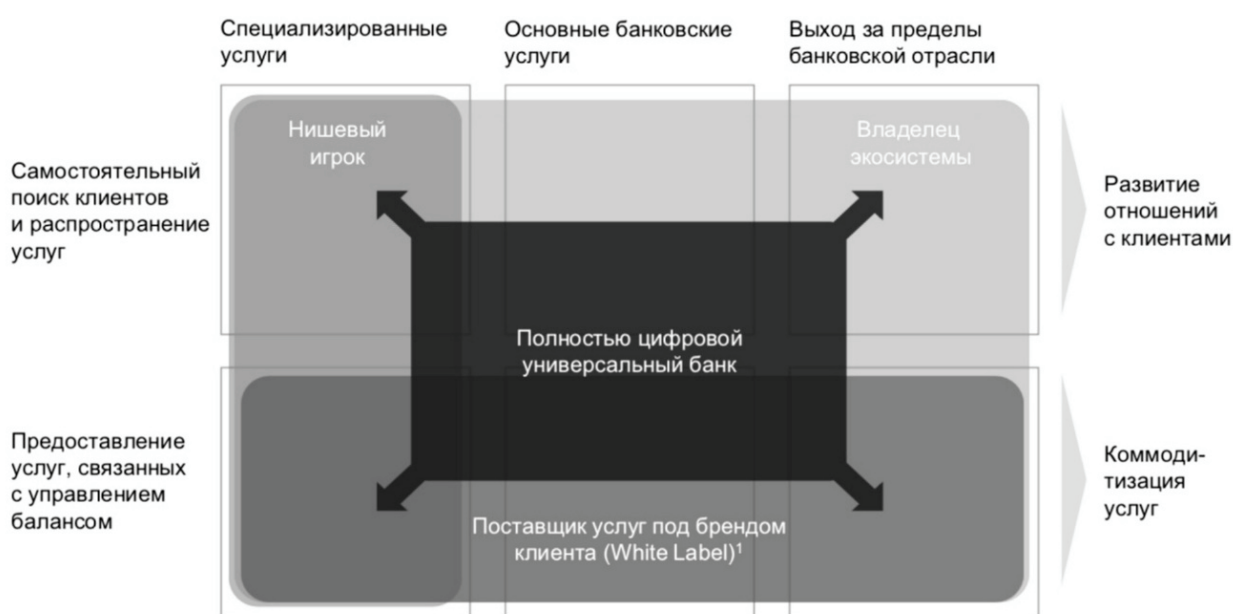 Специализированные
услуги
Основные банковские
услуги
Выход за пределы
банковской отрасли
Нишевый
игрок
Владелец
экосистемы
Самостоятельный
поиск клиентов
и распространение
услуг
Развитие
отношений
с клиентами
Полностью цифровой
универсальный банк
Предоставление
услуг, связанных
с управлением
балансом
Коммоди-
тизация
услуг
Поставщик услуг под брендом
клиента (White Label)¹